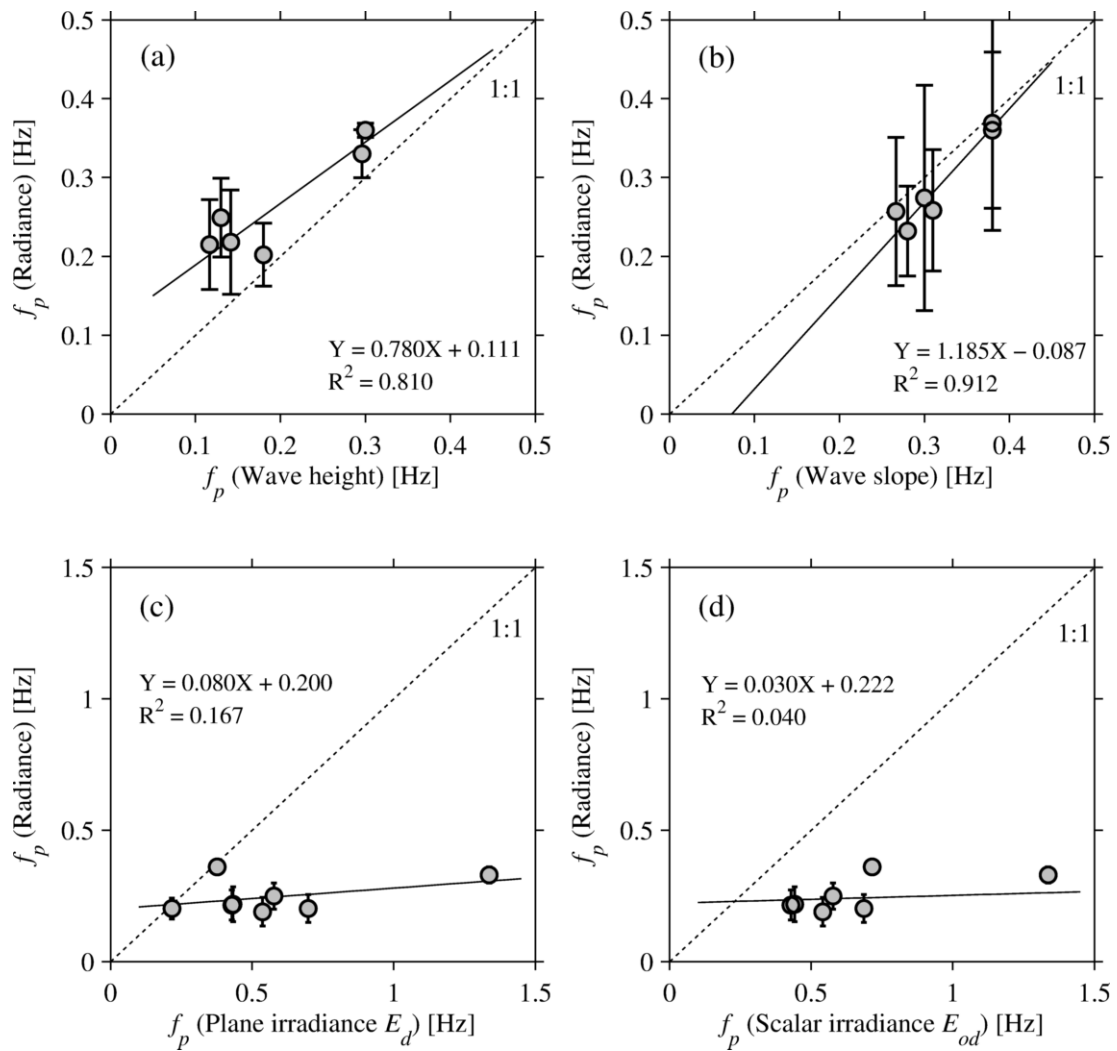 (a)
1:1
Y = 0.780X + 0.111
R² = 0.810
0.5
0.4
0.3
0.2
0.1
0
0 0.1 0.2 0.3 0.4 0.5
f_p (Radiance) [Hz]
f_p (Wave height) [Hz]
(b)
1:1
Y = 1.185X − 0.087
R² = 0.912
0.5
0.4
0.3
0.2
0.1
0
0 0.1 0.2 0.3 0.4 0.5
f_p (Radiance) [Hz]
f_p (Wave slope) [Hz]
(c)
1:1
Y = 0.080X + 0.200
R² = 0.167
1.5
1
0.5
0
0 0.5 1 1.5
f_p (Radiance) [Hz]
f_p (Plane irradiance E_d) [Hz]
(d)
1:1
Y = 0.030X + 0.222
R² = 0.040
1.5
1
0.5
0
0 0.5 1 1.5
f_p (Radiance) [Hz]
f_p (Scalar irradiance E_od) [Hz]